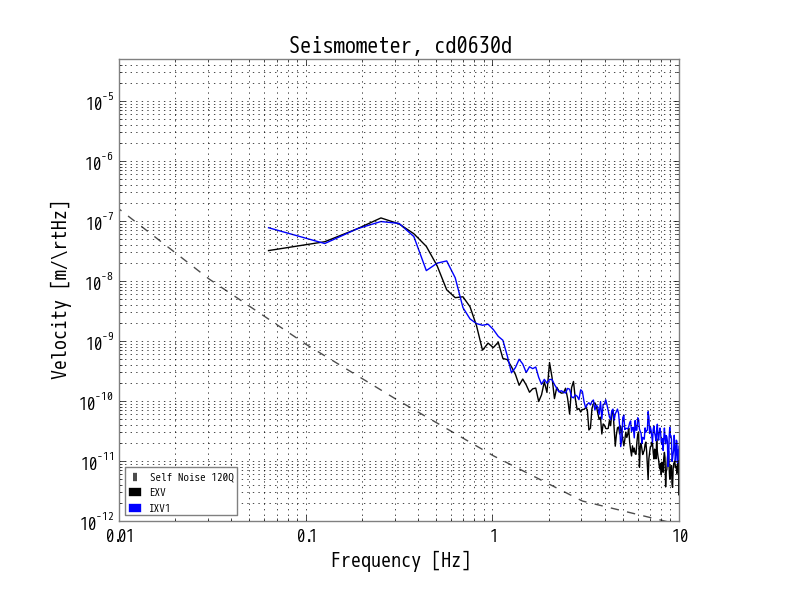 Seismometer, cd0630d
Velocity [m/\rtHz]
10^-5
10^-6
10^-7
10^-8
10^-9
10^-10
10^-11
10^-12
Self Noise 120Q
EXV
IXV1
0.01
0.1
1
10
Frequency [Hz]